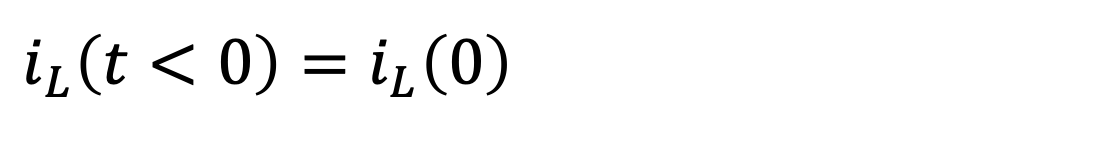 i_L(t < 0) = i_L(0)